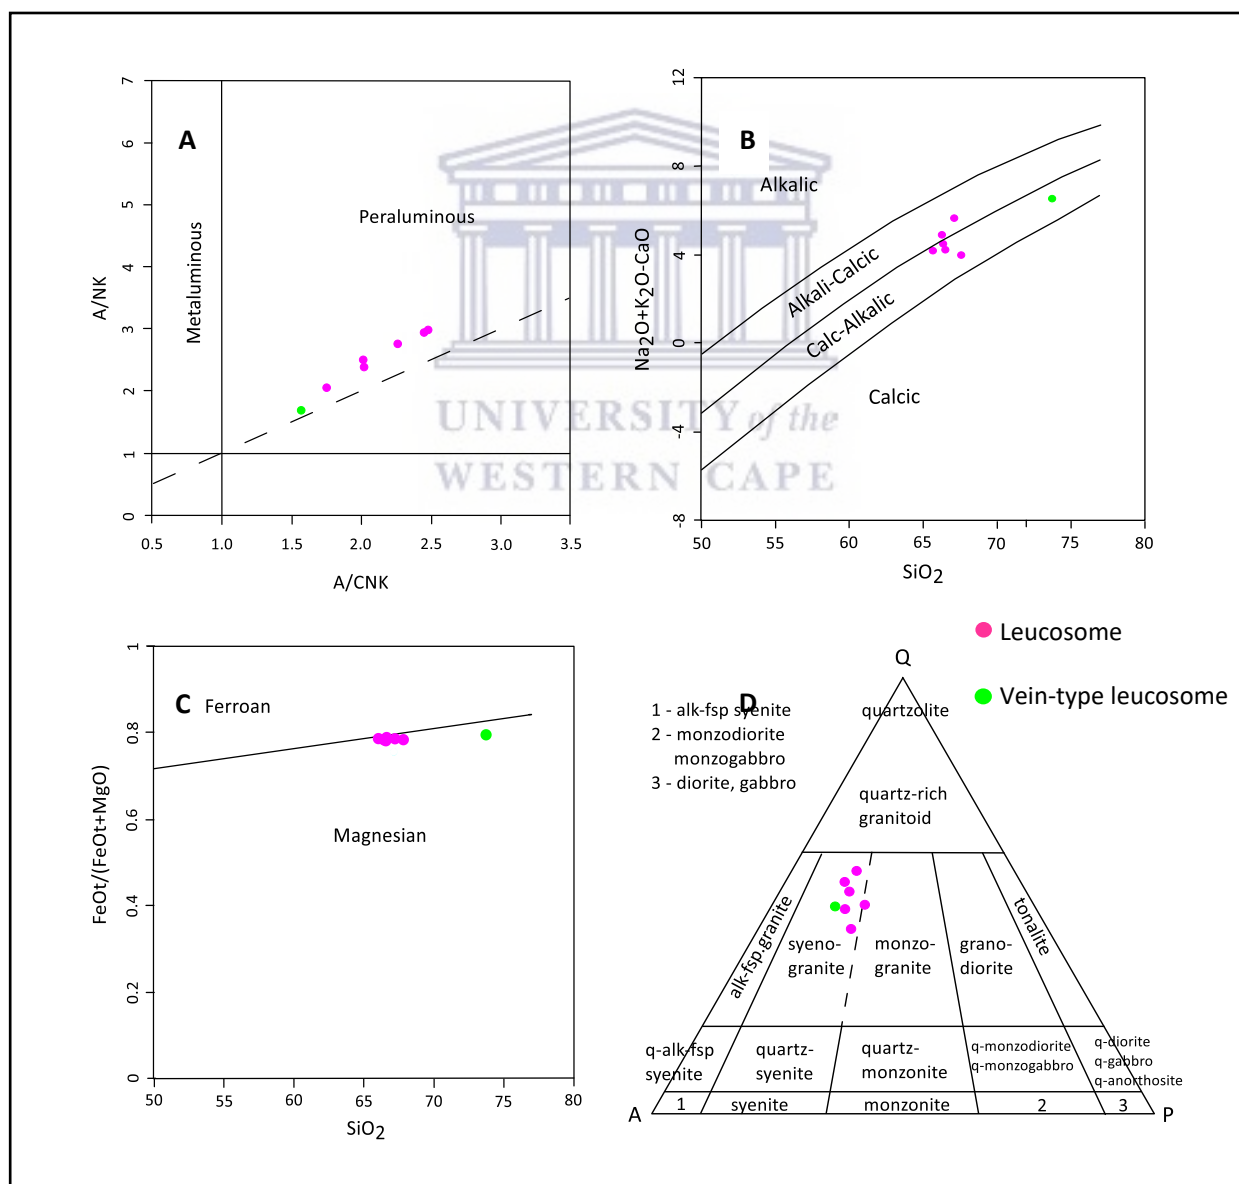 A
7
6
5
4
3
2
1
0
A/NK
Metaluminous
Peraluminous
0.5 1.0 1.5 2.0 2.5 3.0 3.5
A/CNK
B
12
8
4
0
-4
-8
Na2O+K2O-CaO
Alkalic
Alkali-Calcic
Calc-Alkalic
Calcic
50 55 60 65 70 75 80
SiO2
UNIVERSITY of the
WESTERN CAPE
C
1
0.8
0.6
0.4
0.2
0
FeOt/(FeOt+MgO)
Ferroan
Magnesian
50 55 60 65 70 75 80
SiO2
Leucosome
Vein-type leucosome
D
1 - alk-fsp syenite
2 - monzodiorite
monzogabbro
3 - diorite, gabbro
Q
quartzolite
quartz-rich
granitoid
alk-fsp.granite
syeno-
granite
monzo-
granite
grano-
diorite
tonalite
q-alk-fsp
syenite
quartz-
syenite
quartz-
monzonite
q-monzodiorite
q-monzogabbro
q-diorite
q-gabbro
q-anorthosite
A 1 syenite monzonite 2 3 P